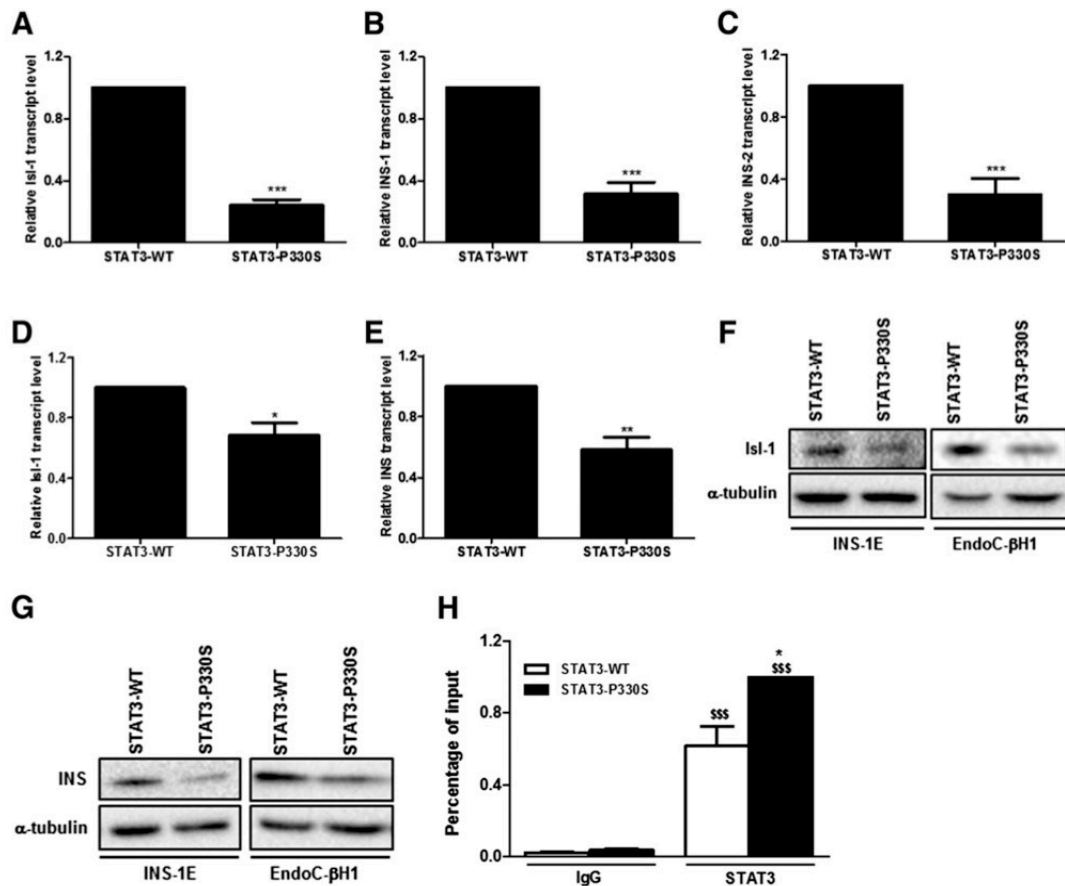 A
Relative Isl-1 transcript level
1.2
0.8
0.4
0.0
***
STAT3-WT
STAT3-P330S
B
Relative INS-1 transcript level
1.2
0.8
0.4
0.0
***
STAT3-WT
STAT3-P330S
C
Relative INS-2 transcript level
1.2
0.8
0.4
0.0
***
STAT3-WT
STAT3-P330S
D
Relative Isl-1 transcript level
1.2
0.8
0.4
0.0
*
STAT3-WT
STAT3-P330S
E
Relative INS transcript level
1.2
0.8
0.4
0.0
**
STAT3-WT
STAT3-P330S
F
STAT3-WT
STAT3-P330S
STAT3-WT
STAT3-P330S
Isl-1
α-tubulin
INS-1E
EndoC-βH1
G
STAT3-WT
STAT3-P330S
STAT3-WT
STAT3-P330S
INS
α-tubulin
INS-1E
EndoC-βH1
H
Percentage of input
1.2
0.8
0.4
0.0
STAT3-WT
STAT3-P330S
$$$
*
$$$
IgG
STAT3